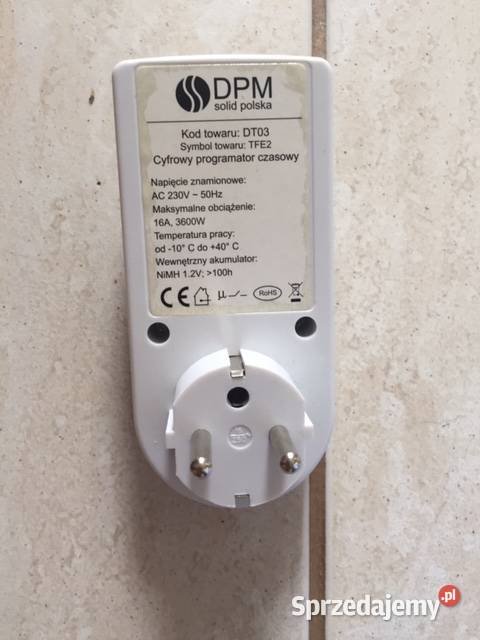 DPM
solid polska
Kod towaru: DT03
Symbol towaru: TFE2
Cyfrowy programator czasowy
Napięcie znamionowe:
AC 230V ~ 50Hz
Maksymalne obciążenie:
16A, 3600W
Temperatura pracy:
od -10° C do +40° C
Wewnętrzny akumulator:
NiMH 1.2V; >100h
CE μ RoHS
Sprzedajemy.pl